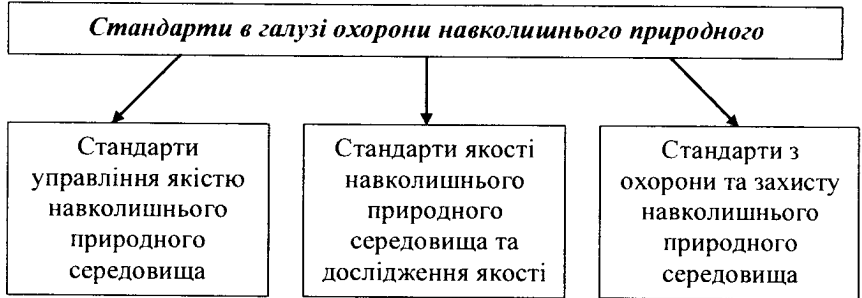 Стандарти в галузі охорони навколишнього природного
Стандарти
управління якістю
навколишнього
природного
середовища
Стандарти якості
навколишнього
природного
середовища та
дослідження якості
Стандарти з
охорони та захисту
навколишнього
природного
середовища